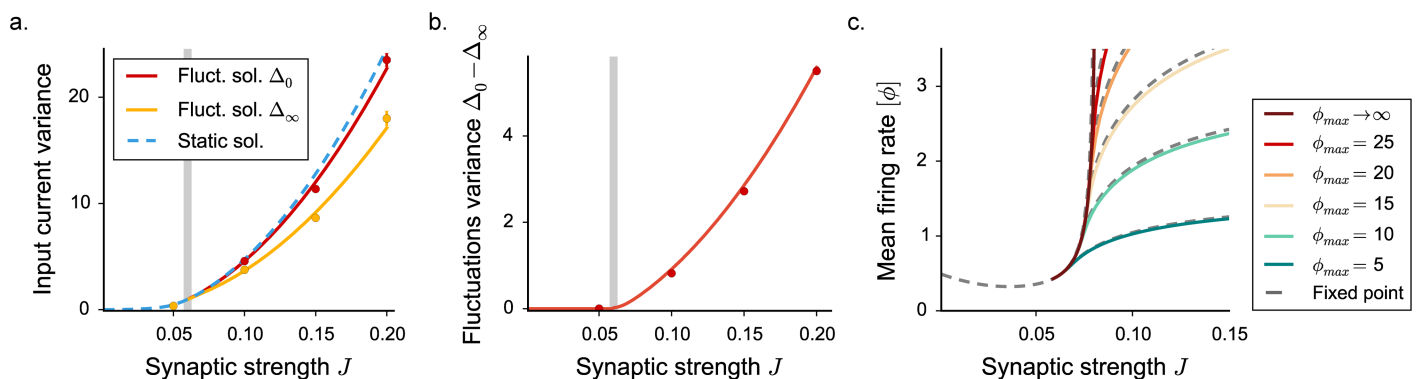 a.
Input current variance
20
10
0
Fluct. sol. Δ₀
Fluct. sol. Δ∞
Static sol.
0.05 0.10 0.15 0.20
Synaptic strength J
b.
Fluctuations variance Δ₀ − Δ∞
4
2
0
0.05 0.10 0.15 0.20
Synaptic strength J
c.
Mean firing rate [ϕ]
3
2
1
0
0.05 0.10 0.15
Synaptic strength J
ϕmax → ∞
ϕmax = 25
ϕmax = 20
ϕmax = 15
ϕmax = 10
ϕmax = 5
Fixed point